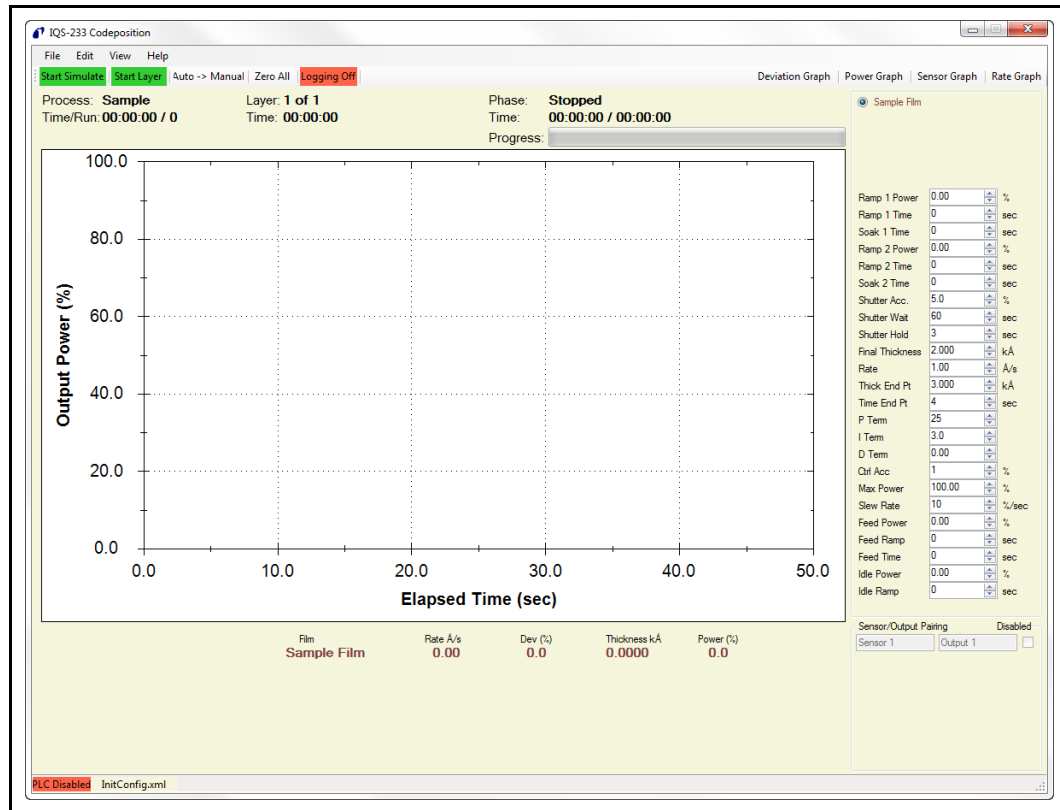 IQS-233 Codeposition
File Edit View Help
Start Simulate Start Layer Auto -> Manual Zero All Logging Off Deviation Graph Power Graph Sensor Graph Rate Graph
Process: Sample Layer: 1 of 1 Phase: Stopped
Time/Run: 00:00:00 / 0 Time: 00:00:00 Time: 00:00:00 / 00:00:00
Progress:
Sample Film
100.0
80.0
60.0
40.0
20.0
0.0
Output Power (%)
0.0 10.0 20.0 30.0 40.0 50.0
Elapsed Time (sec)
Film Rate Å/s Dev (%) Thickness kÅ Power (%)
Sample Film 0.00 0.0 0.0000 0.0
Ramp 1 Power 0.00 %
Ramp 1 Time 0 sec
Soak 1 Time 0 sec
Ramp 2 Power 0.00 %
Ramp 2 Time 0 sec
Soak 2 Time 0 sec
Shutter Acc. 5.0 %
Shutter Wait 60 sec
Shutter Hold 3 sec
Final Thickness 2.000 kÅ
Rate 1.00 Å/s
Thick End Pt 3.000 kÅ
Time End Pt 4 sec
P Term 25
I Term 3.0
D Term 0.00
Ctrl Acc 1 %
Max Power 100.00 %
Slew Rate 10 %/sec
Feed Power 0.00 %
Feed Ramp 0 sec
Feed Time 0 sec
Idle Power 0.00 %
Idle Ramp 0 sec
Sensor/Output Pairing Disabled
Sensor 1 Output 1
PLC Disabled InitConfig.xml